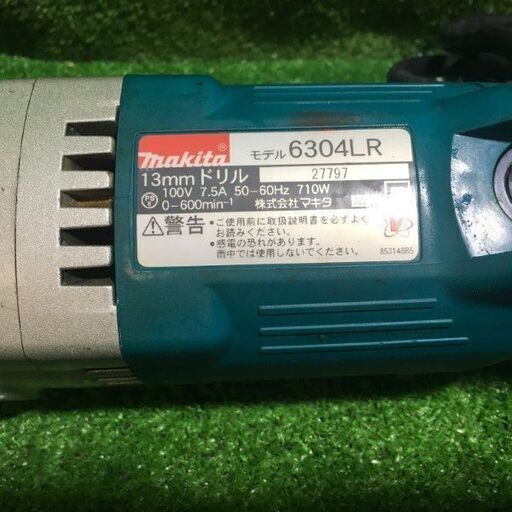 makita モデル 6304LR
13mmドリル 27797
100V 7.5A 50-60Hz 710W
PS E 0-600min⁻¹ 株式会社マキタ
警告 •ご使用前に取扱説明書を必ずよく
お読みください。
•感電の恐れがあります。
雨中では使用しないでください。
853148B5